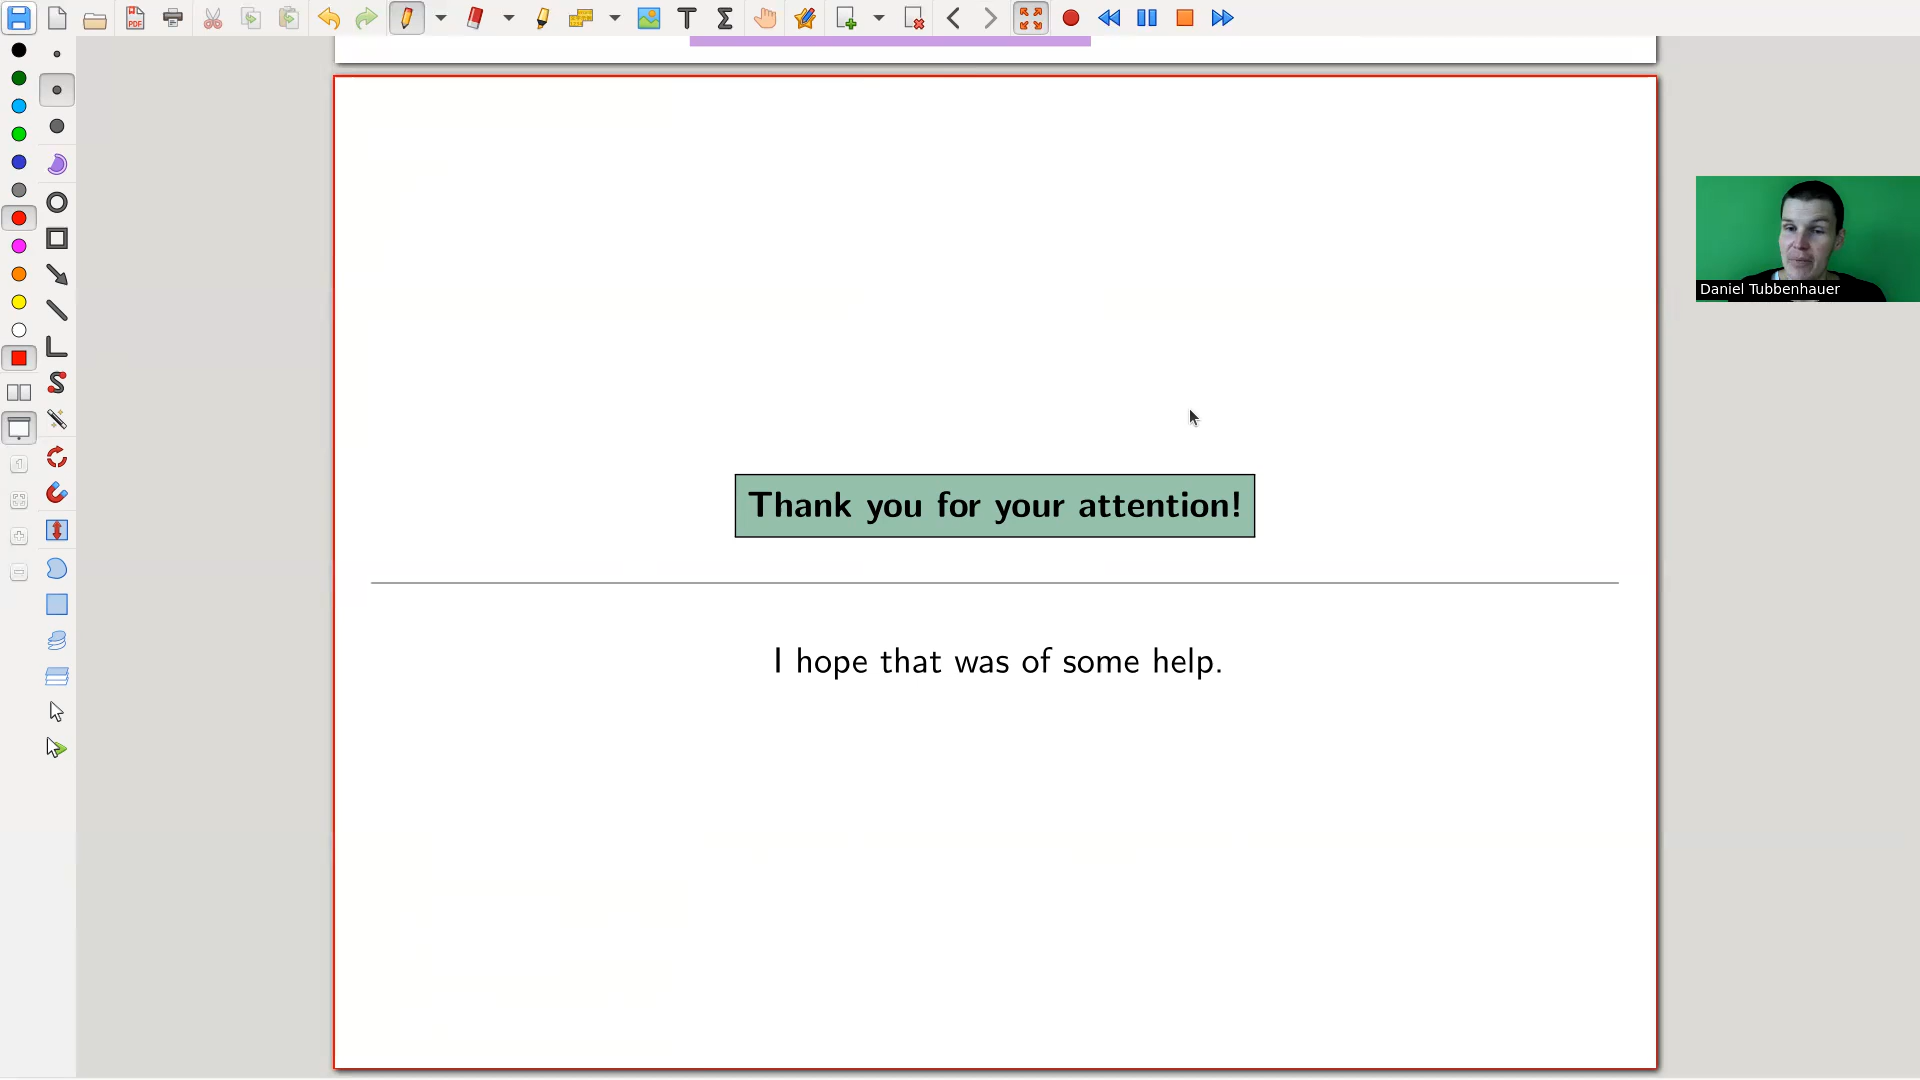 Thank you for your attention!
I hope that was of some help.
Daniel Tubbenhauer